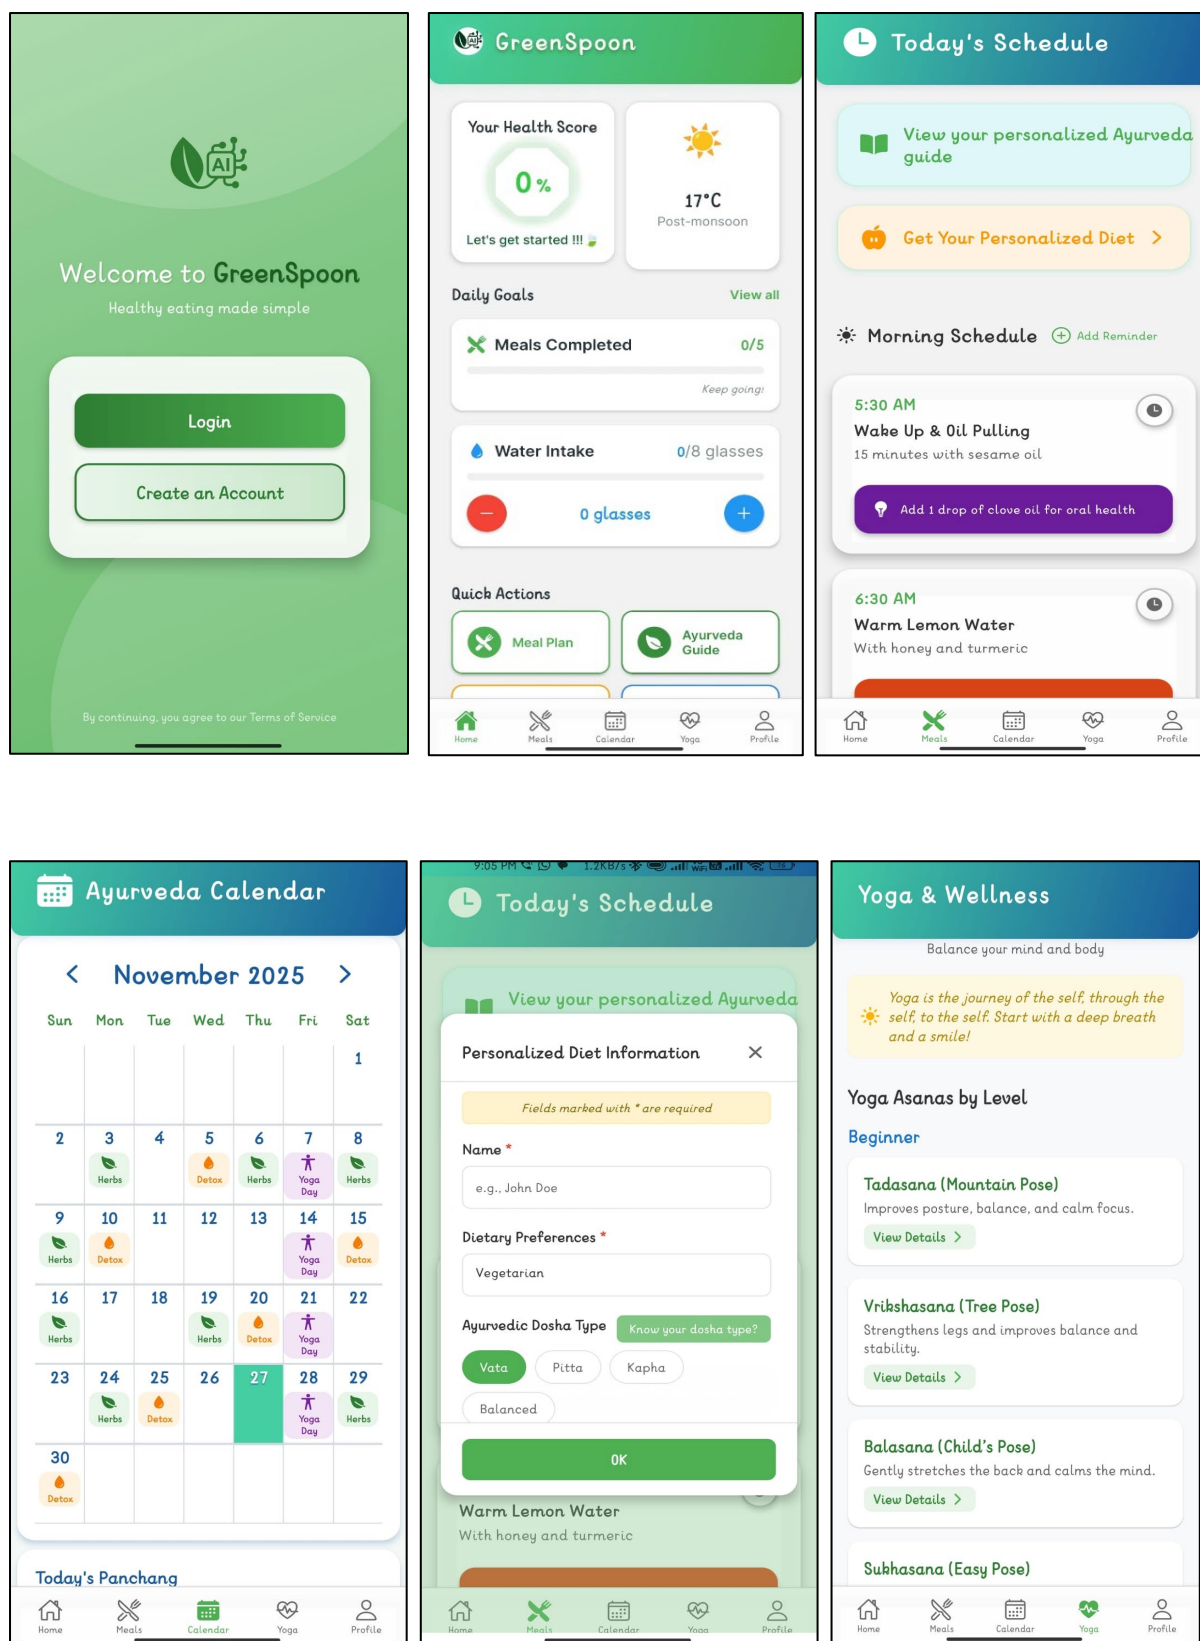 AI
Welcome to GreenSpoon
Healthy eating made simple
Login
Create an Account
By continuing, you agree to our Terms of Service
AI
GreenSpoon
Your Health Score
0 %
Let's get started !!!
17°C
Post-monsoon
Daily Goals
View all
Meals Completed
0/5
Keep going!
Water Intake
0/8 glasses
−
0 glasses
+
Quick Actions
Meal Plan
Ayurveda
Guide
Home
Meals
Calendar
Yoga
Profile
Today's Schedule
View your personalized Ayurveda
guide
Get Your Personalized Diet >
Morning Schedule
Add Reminder
5:30 AM
Wake Up & Oil Pulling
15 minutes with sesame oil
Add 1 drop of clove oil for oral health
6:30 AM
Warm Lemon Water
With honey and turmeric
Home
Meals
Calendar
Yoga
Profile
Ayurveda Calendar
< November 2025 >
Sun Mon Tue Wed Thu Fri Sat
1
2 3 4 5 6 7 8
Herbs Detox Herbs Yoga Day Herbs
9 10 11 12 13 14 15
Herbs Detox Yoga Day Detox
16 17 18 19 20 21 22
Herbs Herbs Detox Yoga Day
23 24 25 26 27 28 29
Herbs Detox Yoga Day Herbs
30
Detox
Today's Panchang
Home
Meals
Calendar
Yoga
Profile
9:05 PM 1.2KB/s
Today's Schedule
View your personalized Ayurveda
Personalized Diet Information
Fields marked with * are required
Name *
e.g., John Doe
Dietary Preferences *
Vegetarian
Ayurvedic Dosha Type
Know your dosha type?
Vata
Pitta
Kapha
Balanced
OK
Warm Lemon Water
With honey and turmeric
Home
Meals
Calendar
Yoga
Profile
Yoga & Wellness
Balance your mind and body
Yoga is the journey of the self, through the
self, to the self. Start with a deep breath
and a smile!
Yoga Asanas by Level
Beginner
Tadasana (Mountain Pose)
Improves posture, balance, and calm focus.
View Details >
Vrikshasana (Tree Pose)
Strengthens legs and improves balance and
stability.
View Details >
Balasana (Child's Pose)
Gently stretches the back and calms the mind.
View Details >
Sukhasana (Easy Pose)
Home
Meals
Calendar
Yoga
Profile